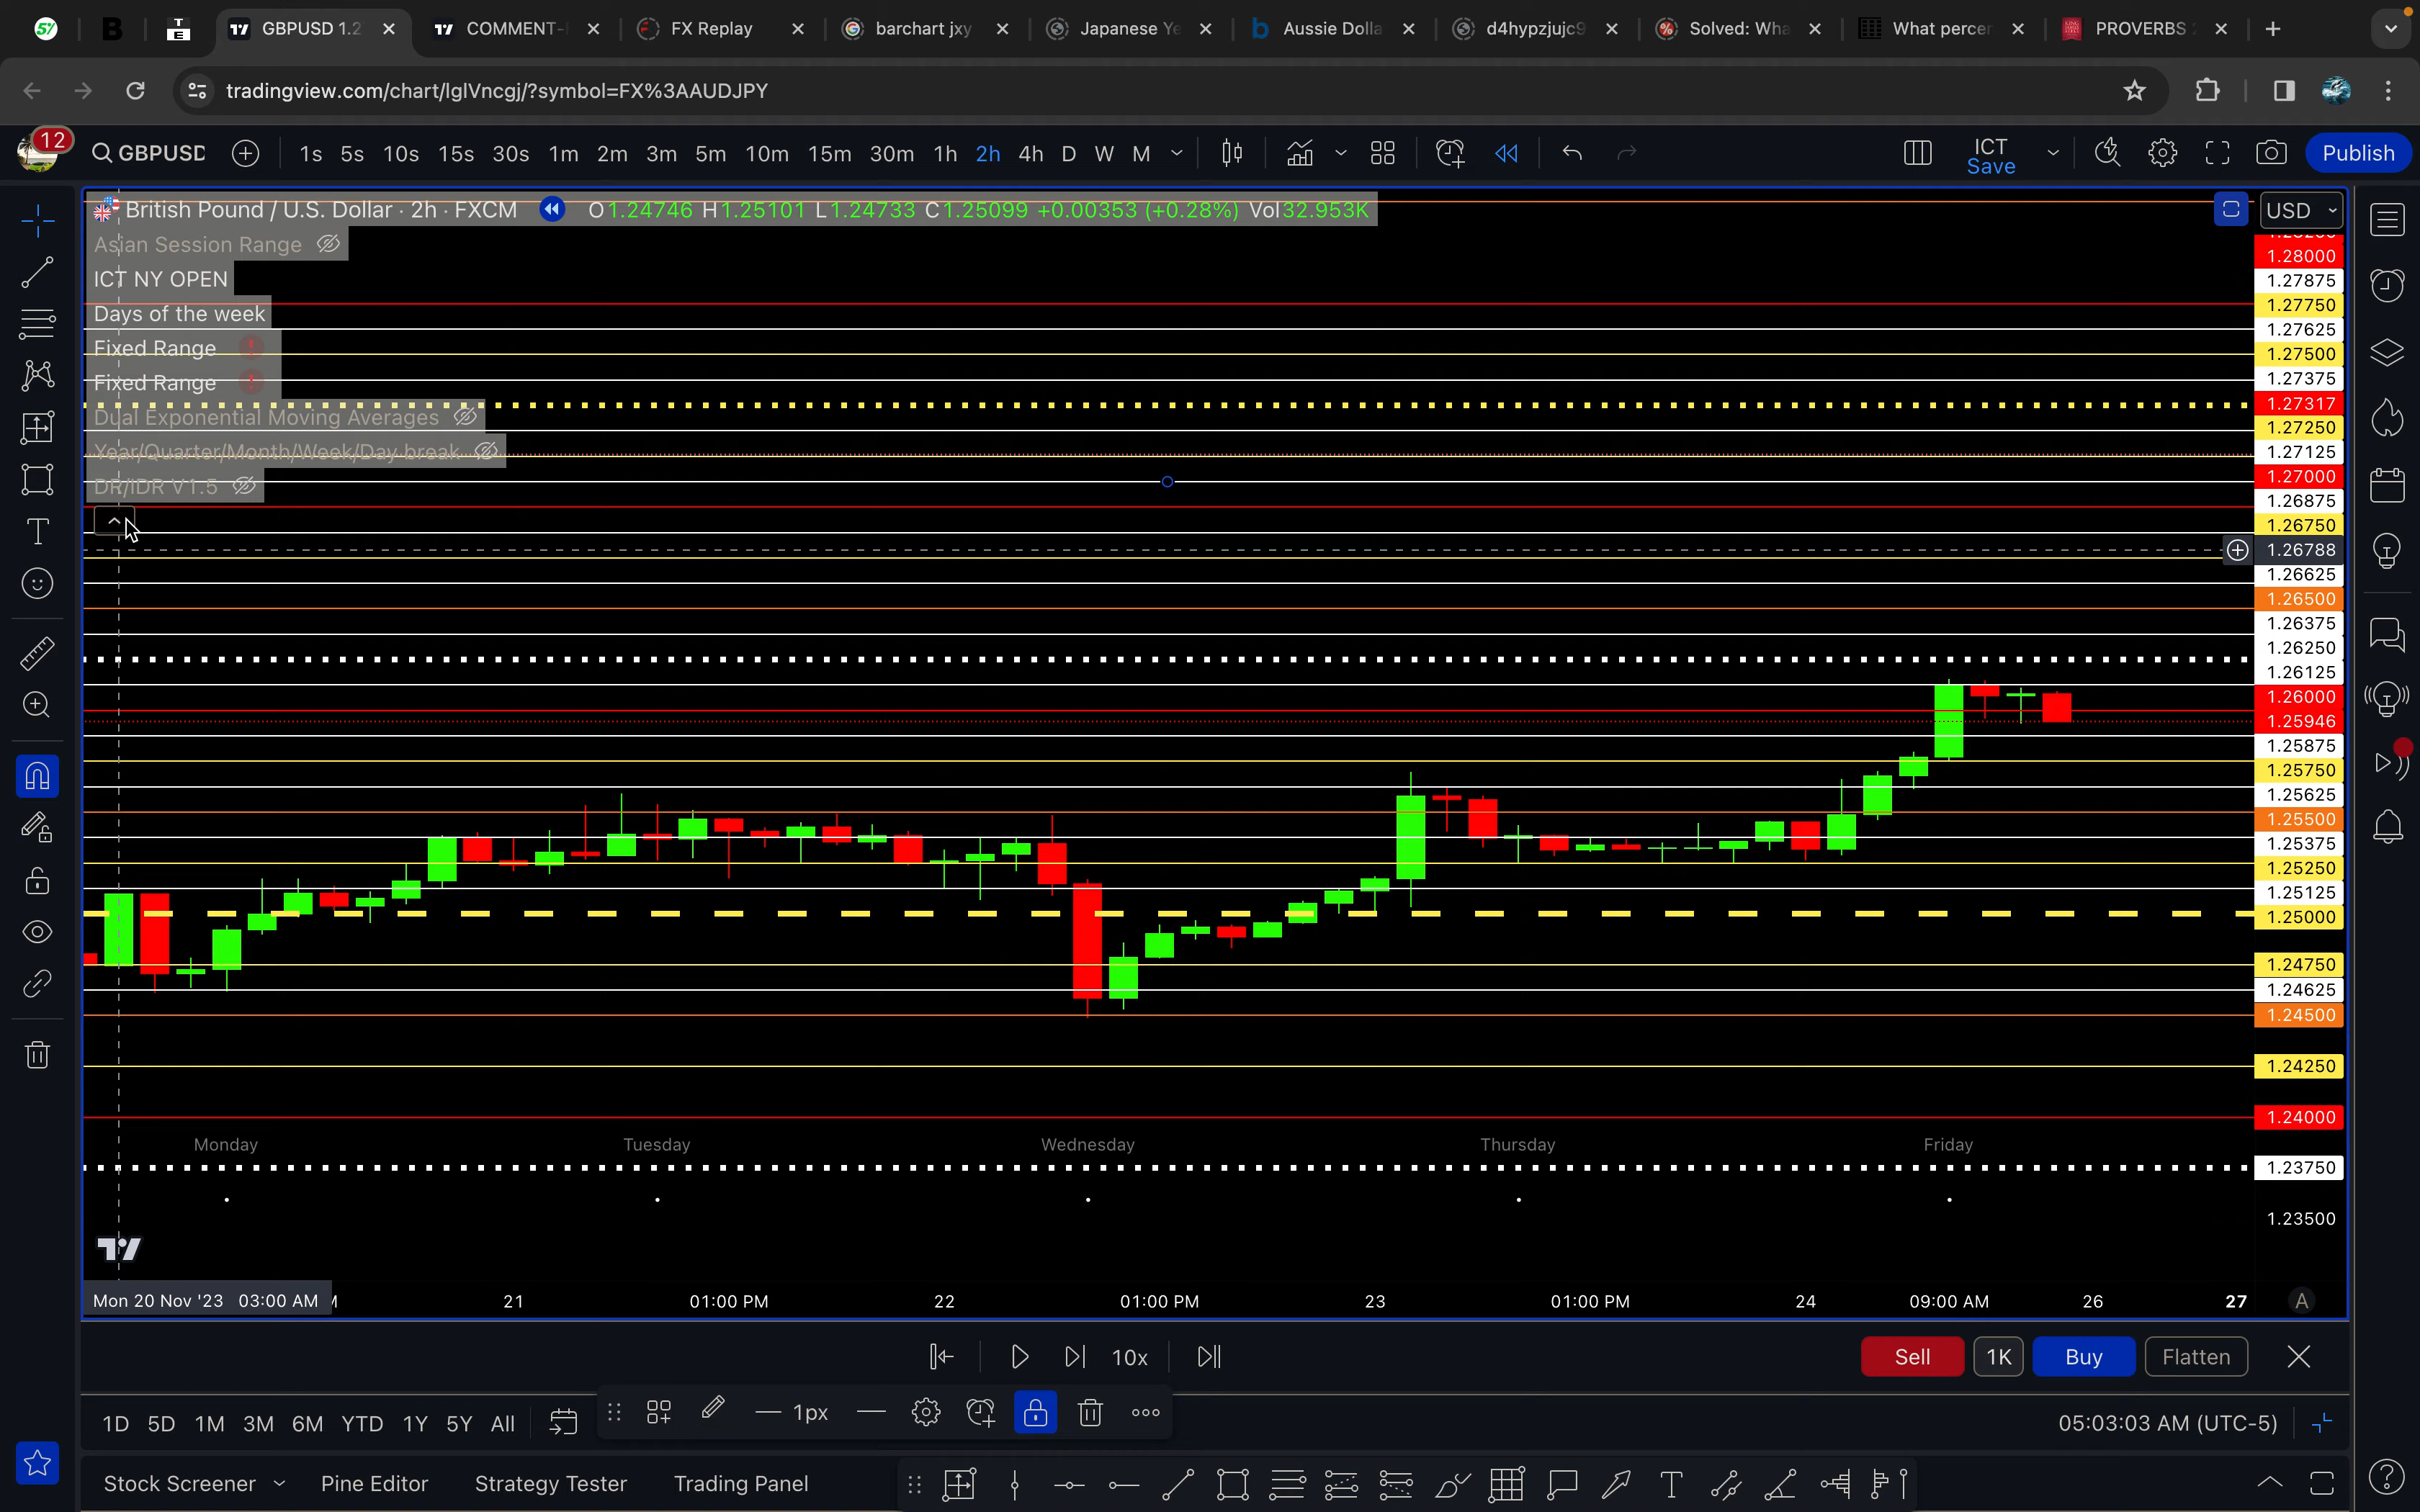 GBPUSD 1.2
COMMENT-
FX Replay
barchart jxy
Japanese Ye
Aussie Dolla
d4hypzjujc9
Solved: Wha
What percen
PROVERBS 2
tradingview.com/chart/lglVncgj/?symbol=FX%3AAUDJPY
12
GBPUSD
1s 5s 10s 15s 30s 1m 2m 3m 5m 10m 15m 30m 1h 2h 4h D W M
ICT
Save
Publish
British Pound / U.S. Dollar · 2h · FXCM O1.24746 H1.25101 L1.24733 C1.25099 +0.00353 (+0.28%) Vol32.953K
USD
Asian Session Range
ICT NY OPEN
Days of the week
Fixed Range
Fixed Range
Dual Exponential Moving Averages
Year/Quarter/Month/Week/Day break
DR/IDR V1.5
1.28000
1.27875
1.27750
1.27625
1.27500
1.27375
1.27317
1.27250
1.27125
1.27000
1.26875
1.26750
1.26788
1.26625
1.26500
1.26375
1.26250
1.26125
1.26000
1.25946
1.25875
1.25750
1.25625
1.25500
1.25375
1.25250
1.25125
1.25000
1.24750
1.24625
1.24500
1.24250
1.24000
1.23750
1.23500
Monday Tuesday Wednesday Thursday Friday
Mon 20 Nov '23 03:00 AM 21 01:00 PM 22 01:00 PM 23 01:00 PM 24 09:00 AM 26 27 A
10x
Sell 1K Buy Flatten
1D 5D 1M 3M 6M YTD 1Y 5Y All
1px
05:03:03 AM (UTC-5)
Stock Screener Pine Editor Strategy Tester Trading Panel